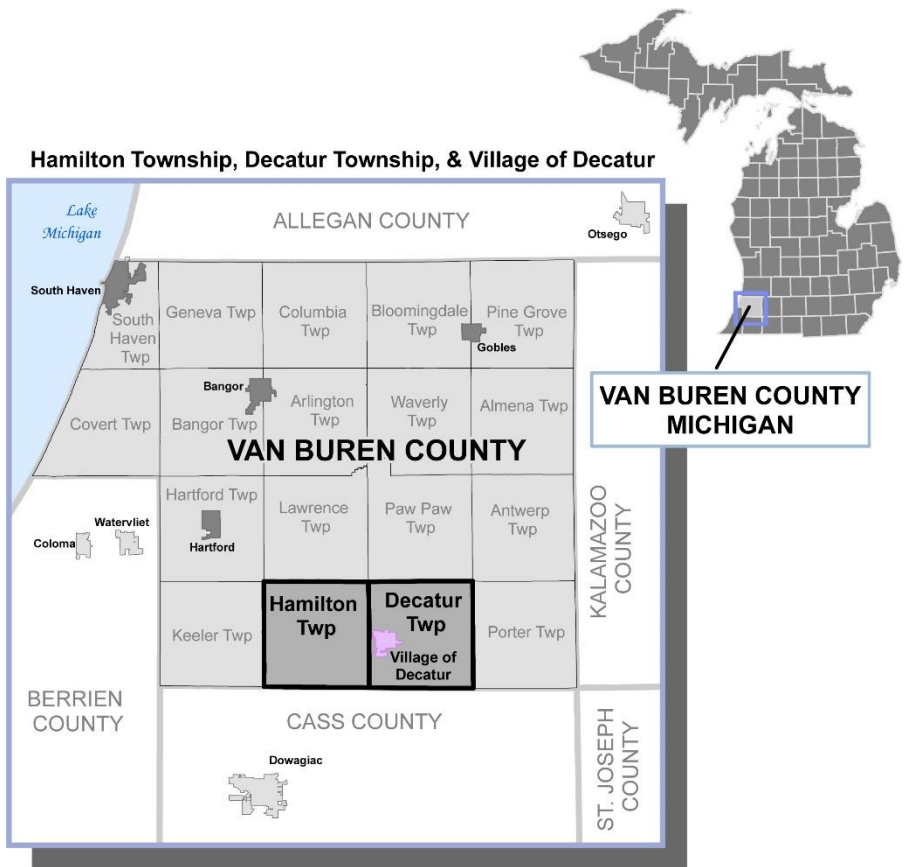 Hamilton Township, Decatur Township, & Village of Decatur
Lake
Michigan
ALLEGAN COUNTY
Otsego
South Haven
South
Haven
Twp
Geneva Twp
Columbia
Twp
Bloomingdale
Twp
Pine Grove
Twp
Gobles
Bangor
Covert Twp
Bangor Twp
Arlington
Twp
Waverly
Twp
Almena Twp
VAN BUREN COUNTY
VAN BUREN COUNTY
MICHIGAN
Hartford Twp
Hartford
Lawrence
Twp
Paw Paw
Twp
Antwerp
Twp
KALAMAZOO
COUNTY
Coloma
Watervliet
Keeler Twp
Hamilton
Twp
Decatur
Twp
Village of
Decatur
Porter Twp
BERRIEN
COUNTY
CASS COUNTY
Dowagiac
ST. JOSEPH
COUNTY